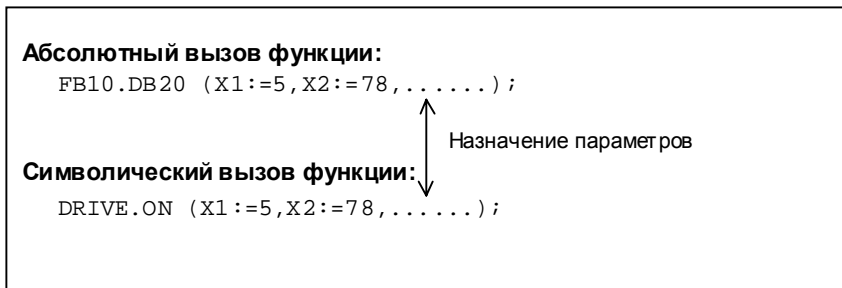 Абсолютный вызов функции:
FB10.DB20 (X1:=5,X2:=78,......);
Назначение параметров
Символический вызов функции:
DRIVE.ON (X1:=5,X2:=78,......);